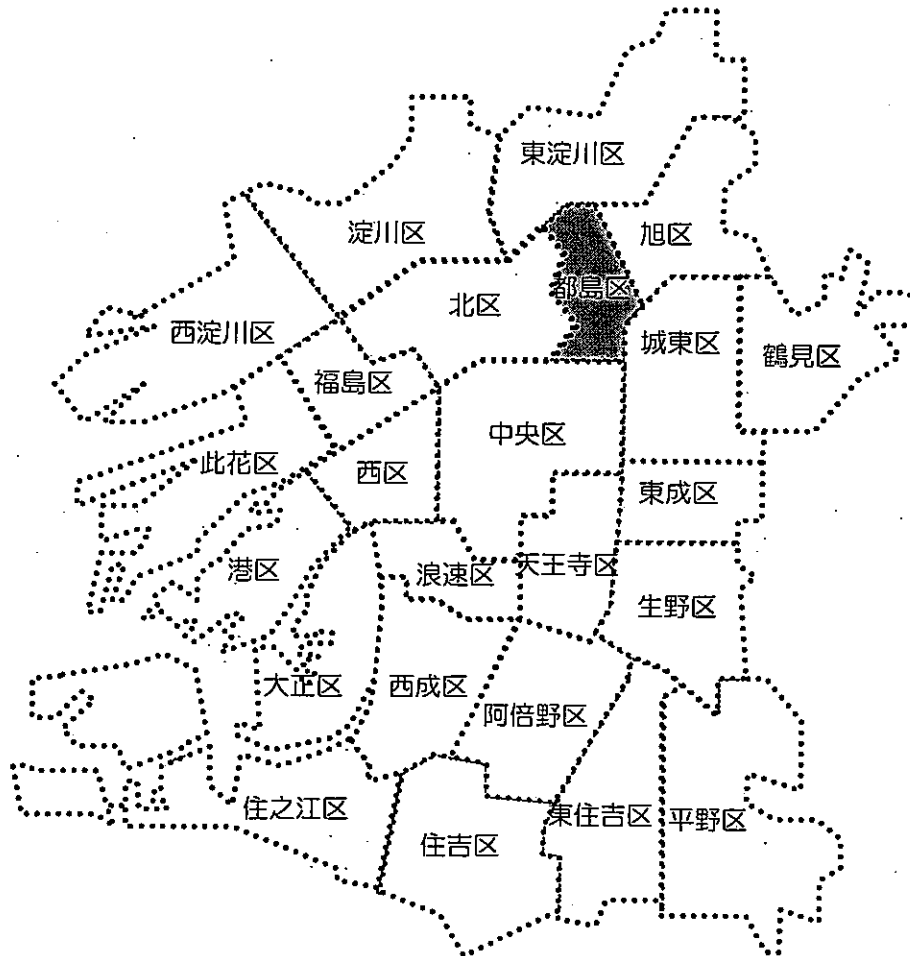 東淀川区
淀川区
旭区
都島区
北区
西淀川区
城東区
鶴見区
福島区
中央区
此花区
西区
東成区
港区
浪速区
天王寺区
生野区
大正区
西成区
阿倍野区
住之江区
東住吉区
平野区
住吉区